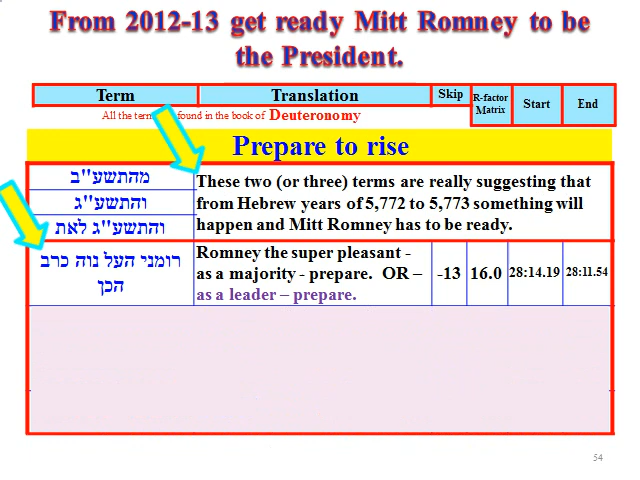 From 2012-13 get ready Mitt Romney to be
the President.
Term Translation Skip R-factor Matrix Start End
All the term found in the book of Deuteronomy
Prepare to rise
מהתשע"ב
והתשע"ג
והתשע"ג לאת
These two (or three) terms are really suggesting that
from Hebrew years of 5,772 to 5,773 something will
happen and Mitt Romney has to be ready.
רומני העל נוה כרב
הכן
Romney the super pleasant -
as a majority - prepare. OR –
as a leader – prepare.
-13 16.0 28:14.19 28:11.54
54